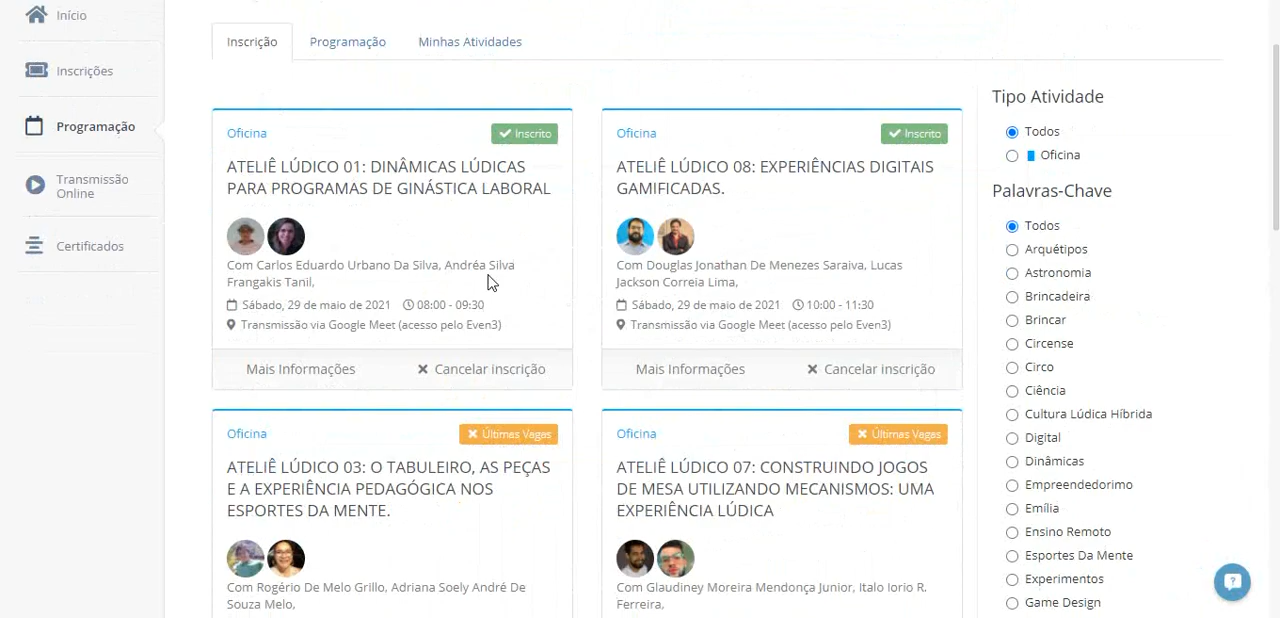 Início
Inscrições
Programação
Transmissão
Online
Certificados
Inscrição
Programação
Minhas Atividades
Oficina
Inscrito
ATELIÊ LÚDICO 01: DINÂMICAS LÚDICAS
PARA PROGRAMAS DE GINÁSTICA LABORAL
Com Carlos Eduardo Urbano Da Silva, Andréa Silva
Frangakis Tanil,
Sábado, 29 de maio de 2021 08:00 - 09:30
Transmissão via Google Meet (acesso pelo Even3)
Mais Informações
Cancelar inscrição
Oficina
Inscrito
ATELIÊ LÚDICO 08: EXPERIÊNCIAS DIGITAIS
GAMIFICADAS.
Com Douglas Jonathan De Menezes Saraiva, Lucas
Jackson Correia Lima,
Sábado, 29 de maio de 2021 10:00 - 11:30
Transmissão via Google Meet (acesso pelo Even3)
Mais Informações
Cancelar inscrição
Oficina
Últimas Vagas
ATELIÊ LÚDICO 03: O TABULEIRO, AS PEÇAS
E A EXPERIÊNCIA PEDAGÓGICA NOS
ESPORTES DA MENTE.
Com Rogério De Melo Grillo, Adriana Soely André De
Souza Melo,
Oficina
Últimas Vagas
ATELIÊ LÚDICO 07: CONSTRUINDO JOGOS
DE MESA UTILIZANDO MECANISMOS: UMA
EXPERIÊNCIA LÚDICA
Com Glaudiney Moreira Mendonça Junior, Italo Iorio R.
Ferreira,
Tipo Atividade
Todos
Oficina
Palavras-Chave
Todos
Arquétipos
Astronomia
Brincadeira
Brincar
Circense
Circo
Ciência
Cultura Lúdica Híbrida
Digital
Dinâmicas
Empreendedorimo
Emília
Ensino Remoto
Esportes Da Mente
Experimentos
Game Design